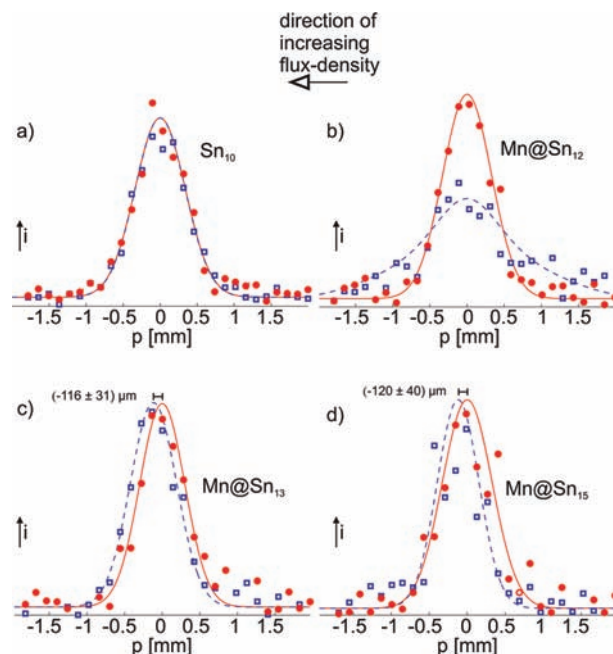 direction of
increasing
flux-density
a)
Sn₁₀
i
-1.5 -1 -0.5 0 0.5 1 1.5
p [mm]
b)
Mn@Sn₁₂
i
-1.5 -1 -0.5 0 0.5 1 1.5
p [mm]
c)
(-116 ± 31) µm
Mn@Sn₁₃
i
-1.5 -1 -0.5 0 0.5 1 1.5
p [mm]
d)
(-120 ± 40) µm
Mn@Sn₁₅
i
-1.5 -1 -0.5 0 0.5 1 1.5
p [mm]